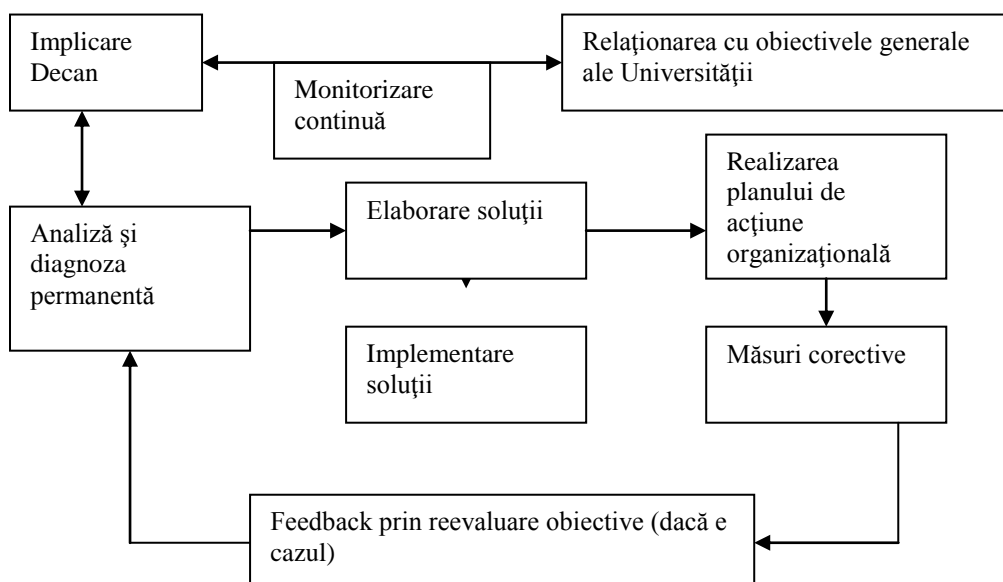 Implicare
Decan
Relaţionarea cu obiectivele generale
ale Universităţii
Monitorizare
continuă
Analiză şi
diagnoza
permanentă
Elaborare soluţii
Realizarea
planului de
acţiune
organizaţională
Implementare
soluţii
Măsuri corective
Feedback prin reevaluare obiective (dacă e
cazul)